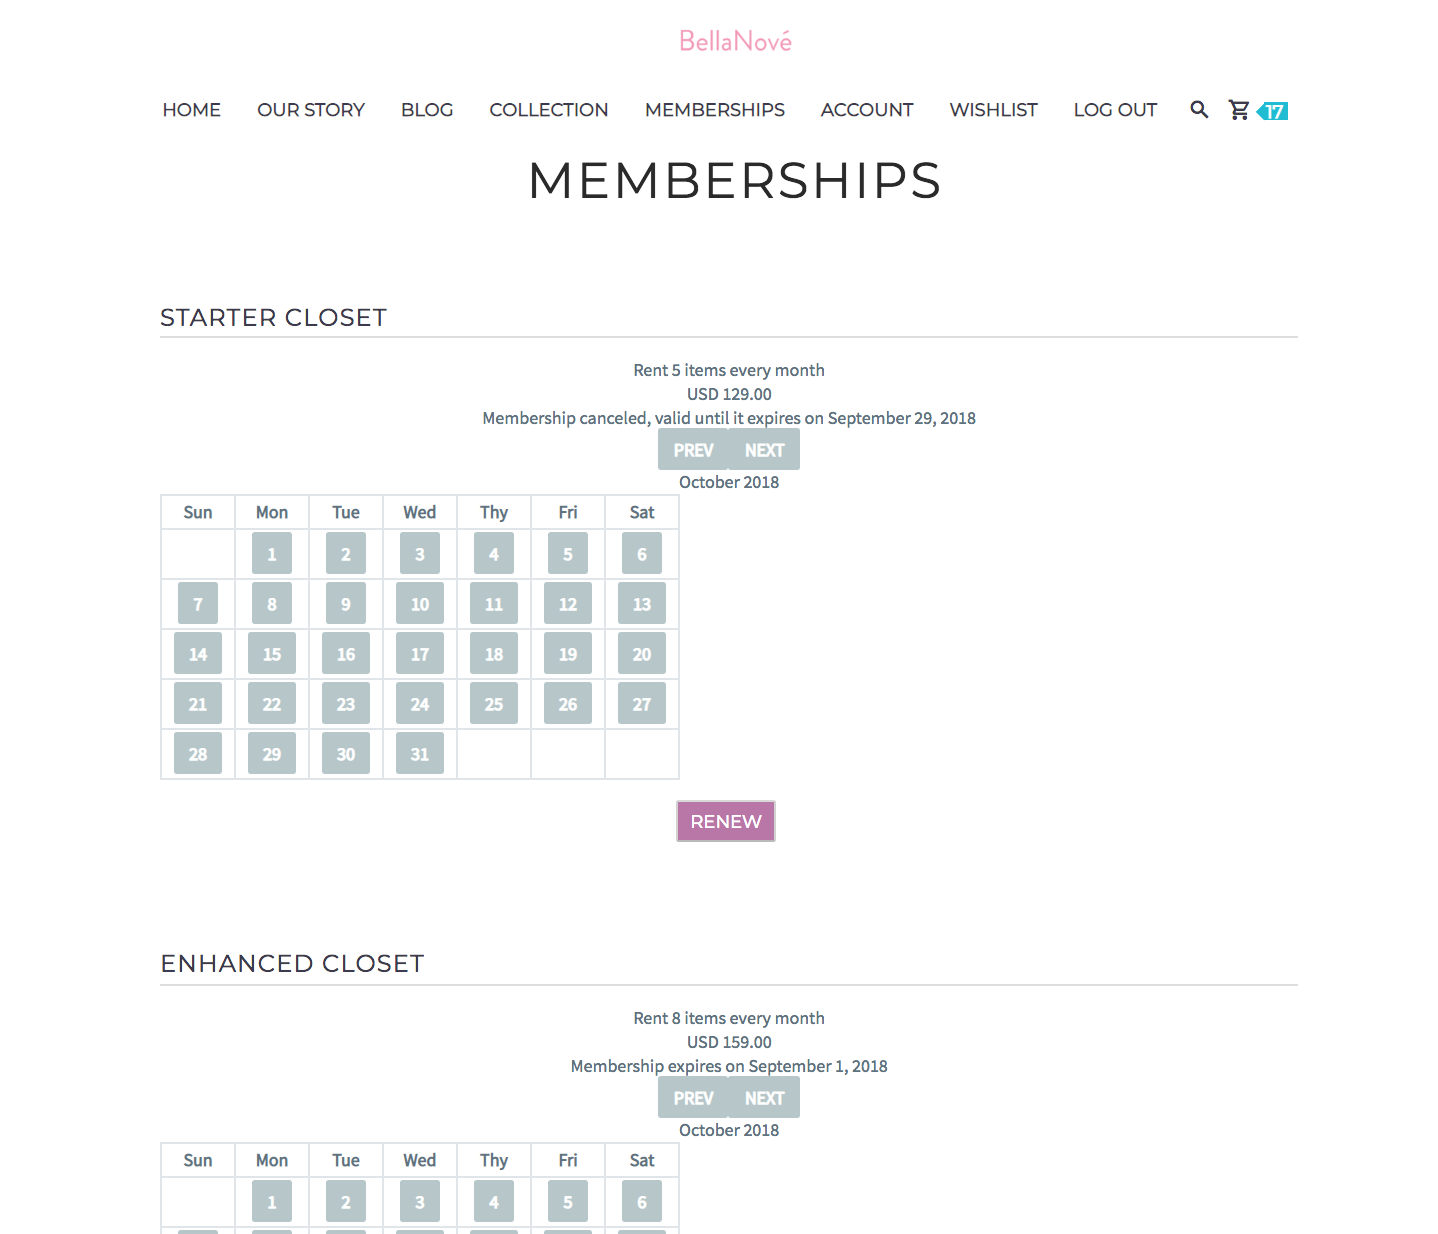 BellaNové
HOME OUR STORY BLOG COLLECTION MEMBERSHIPS ACCOUNT WISHLIST LOG OUT 17
MEMBERSHIPS
STARTER CLOSET
Rent 5 items every month
USD 129.00
Membership canceled, valid until it expires on September 29, 2018
PREV NEXT
October 2018
Sun Mon Tue Wed Thy Fri Sat
1 2 3 4 5 6
7 8 9 10 11 12 13
14 15 16 17 18 19 20
21 22 23 24 25 26 27
28 29 30 31
RENEW
ENHANCED CLOSET
Rent 8 items every month
USD 159.00
Membership expires on September 1, 2018
PREV NEXT
October 2018
Sun Mon Tue Wed Thy Fri Sat
1 2 3 4 5 6